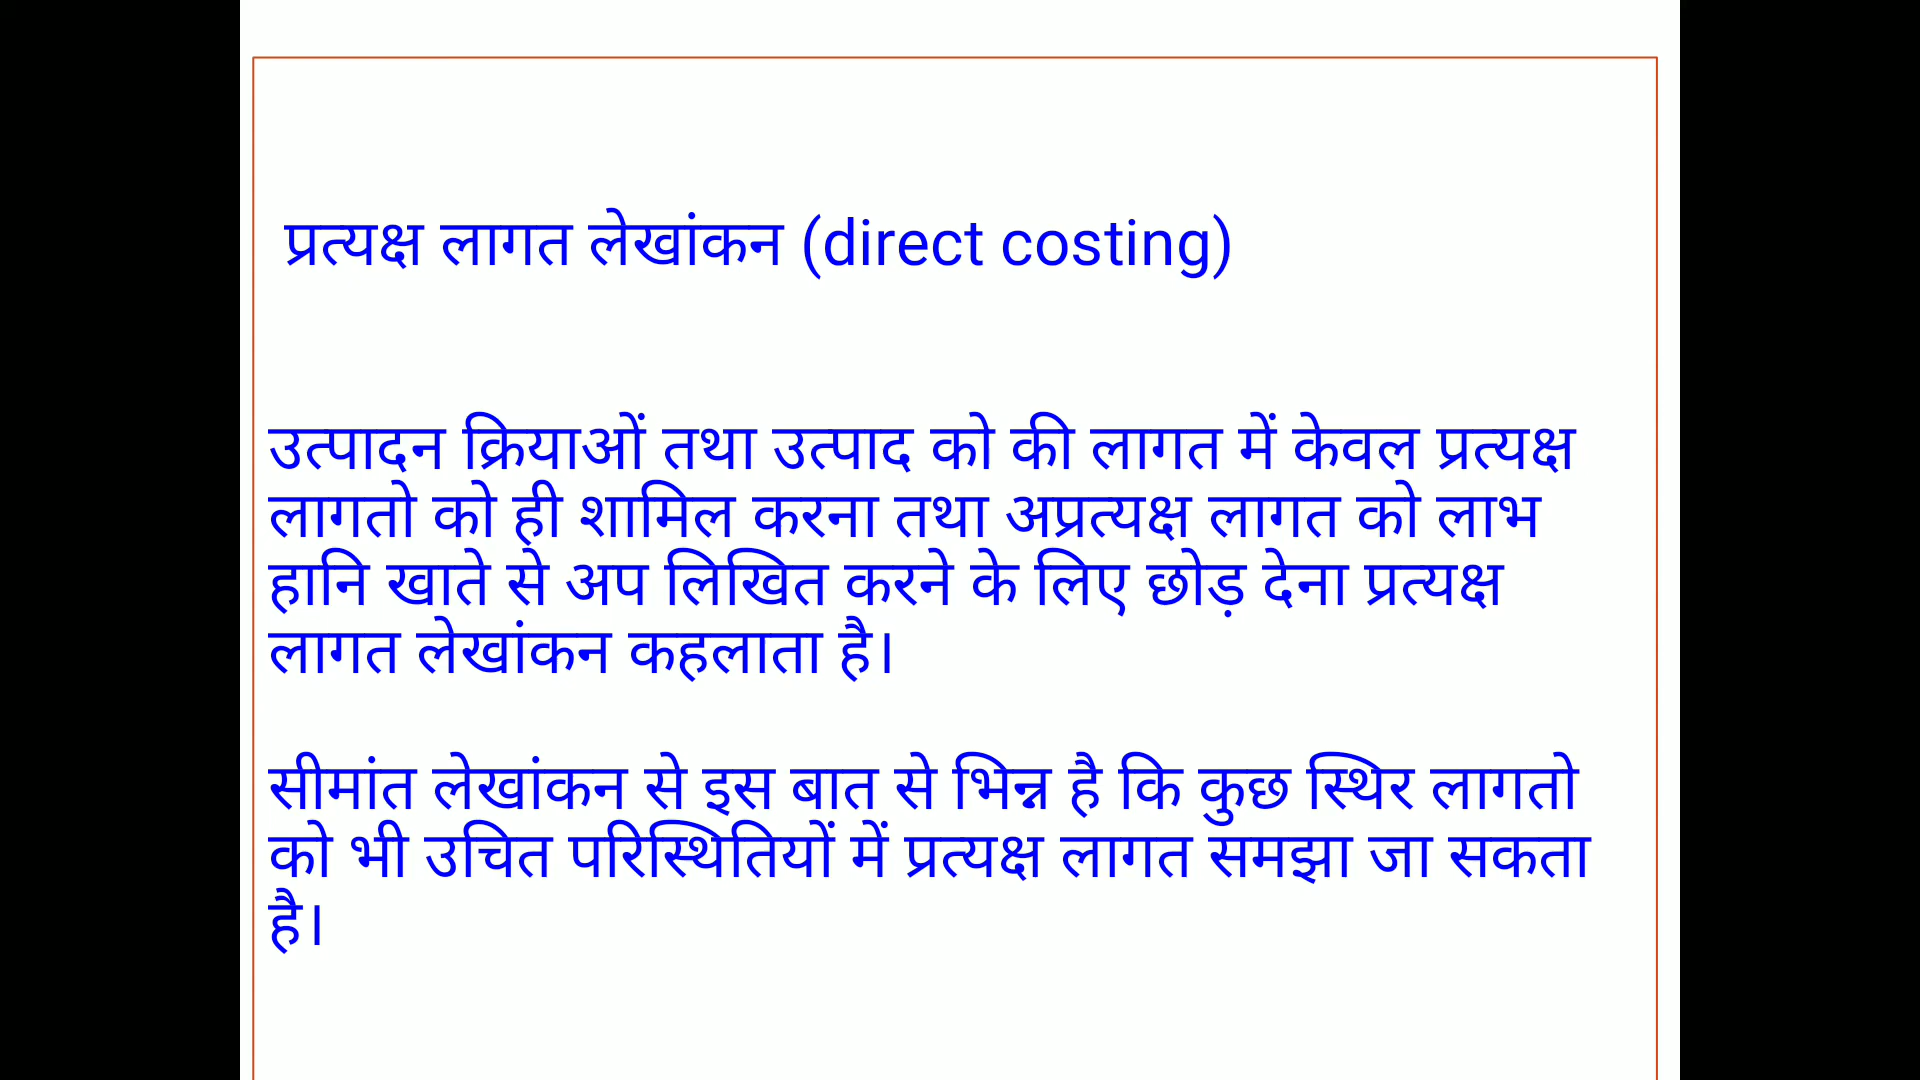 प्रत्यक्ष लागत लेखांकन (direct costing)
उत्पादन क्रियाओं तथा उत्पाद को की लागत में केवल प्रत्यक्ष
लागतो को ही शामिल करना तथा अप्रत्यक्ष लागत को लाभ
हानि खाते से अप लिखित करने के लिए छोड़ देना प्रत्यक्ष
लागत लेखांकन कहलाता है।
सीमांत लेखांकन से इस बात से भिन्न है कि कुछ स्थिर लागतो
को भी उचित परिस्थितियों में प्रत्यक्ष लागत समझा जा सकता
है।